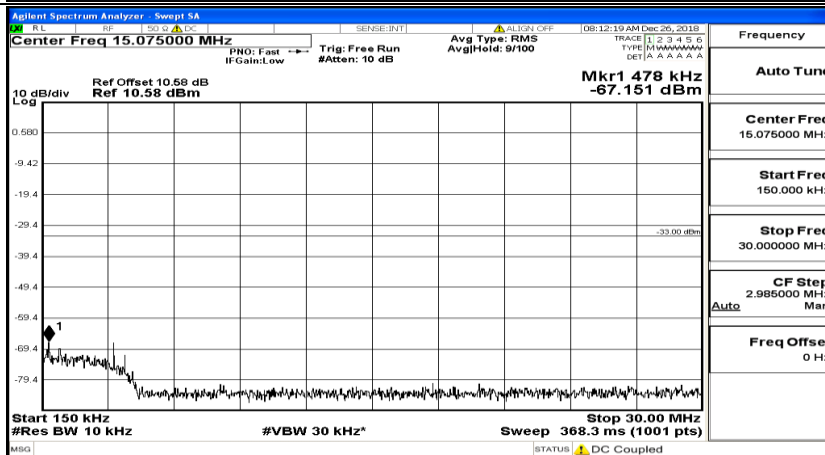 Agilent Spectrum Analyzer - Swept SA
LXI RL RF 50 Ω DC SENSE:INT ALIGN OFF 08:12:19 AM Dec 26, 2018
Center Freq 15.075000 MHz
PNO: Fast
IFGain:Low
Trig: Free Run
#Atten: 10 dB
Avg Type: RMS
Avg|Hold: 9/100
TRACE 1 2 3 4 5 6
TYPE M
DET A A A A A A
Frequency
Auto Tune
Ref Offset 10.58 dB
10 dB/div Ref 10.58 dBm
Log
Mkr1 478 kHz
-67.151 dBm
Center Freq
15.075000 MHz
0.580
-9.42
-19.4
-29.4
-39.4
-49.4
-59.4
-69.4
-79.4
-33.00 dBm
1
Start Freq
150.000 kHz
Stop Freq
30.000000 MHz
CF Step
2.985000 MHz
Auto Man
Freq Offset
0 Hz
Start 150 kHz Stop 30.00 MHz
#Res BW 10 kHz #VBW 30 kHz* Sweep 368.3 ms (1001 pts)
MSG STATUS DC Coupled